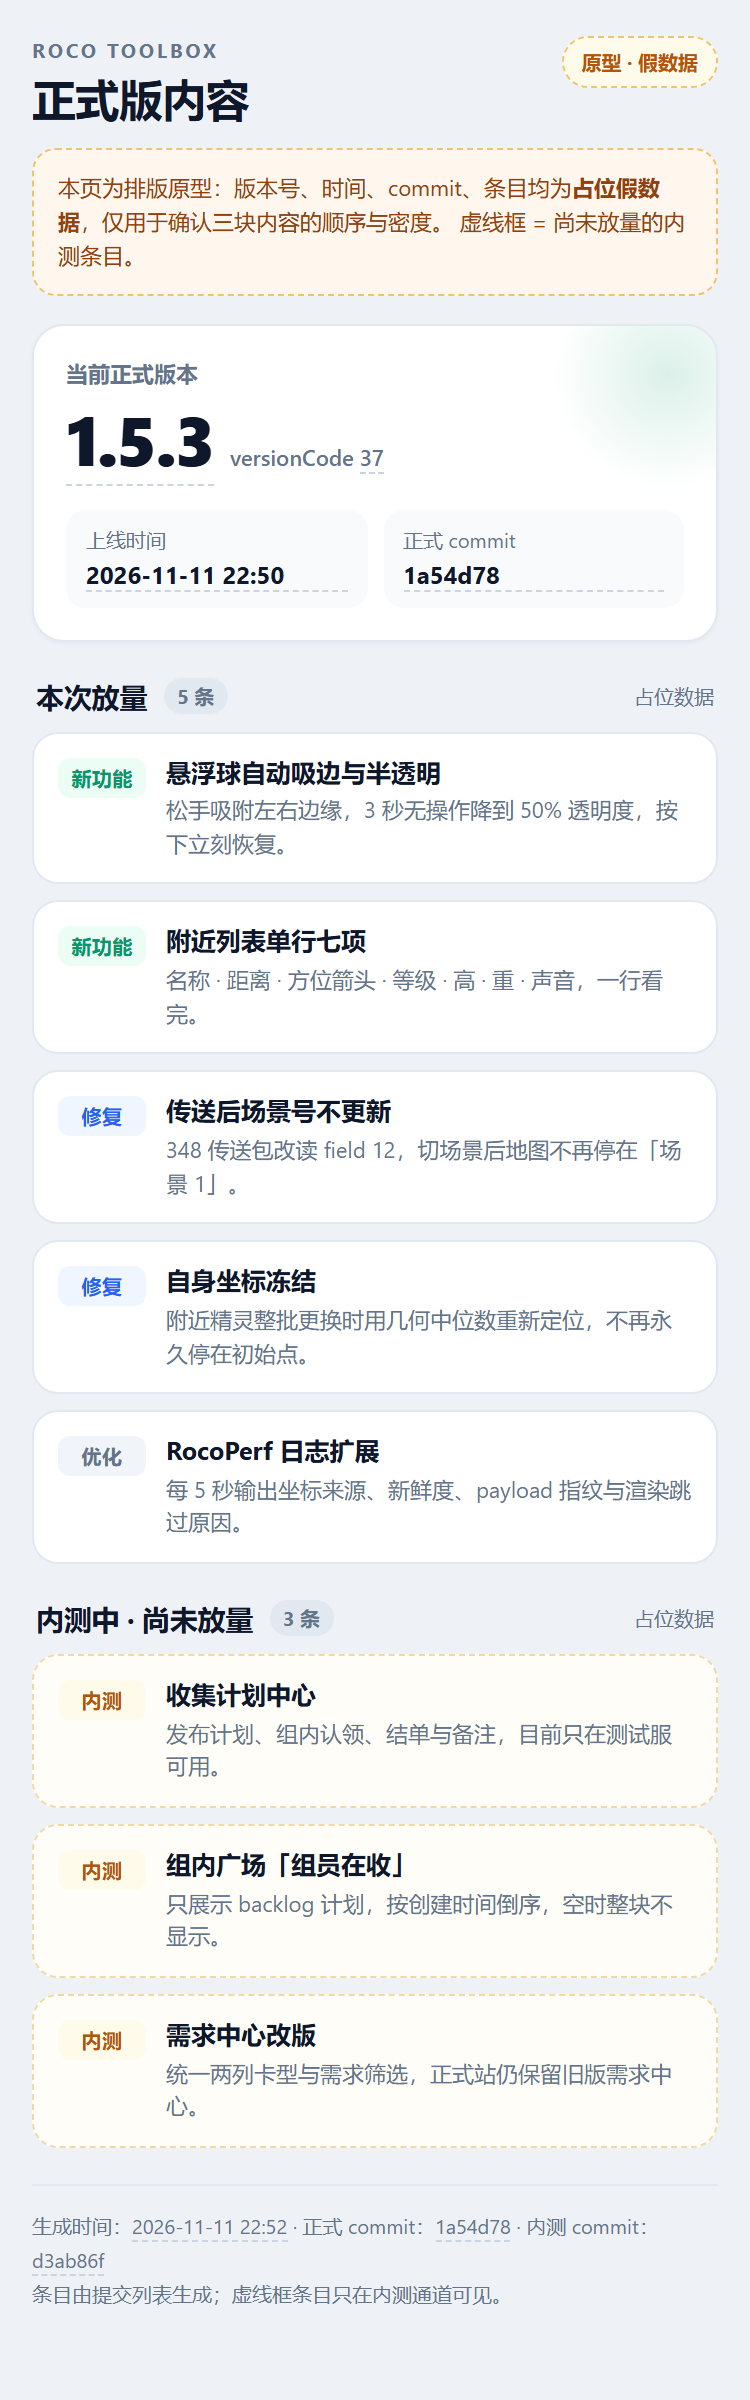 ROCO TOOLBOX
原型 · 假数据
正式版内容
本页为排版原型：版本号、时间、commit、条目均为占位假数
据，仅用于确认三块内容的顺序与密度。 虚线框 = 尚未放量的内
测条目。
当前正式版本
1.5.3 versionCode 37
上线时间
2026-11-11 22:50
正式 commit
1a54d78
本次放量 5 条 占位数据
新功能 悬浮球自动吸边与半透明
松手吸附左右边缘，3 秒无操作降到 50% 透明度，按
下立刻恢复。
新功能 附近列表单行七项
名称 · 距离 · 方位箭头 · 等级 · 高 · 重 · 声音，一行看
完。
修复 传送后场景号不更新
348 传送包改读 field 12，切场景后地图不再停在「场
景 1」。
修复 自身坐标冻结
附近精灵整批更换时用几何中位数重新定位，不再永
久停在初始点。
优化 RocoPerf 日志扩展
每 5 秒输出坐标来源、新鲜度、payload 指纹与渲染跳
过原因。
内测中 · 尚未放量 3 条 占位数据
内测 收集计划中心
发布计划、组内认领、结单与备注，目前只在测试服
可用。
内测 组内广场「组员在收」
只展示 backlog 计划，按创建时间倒序，空时整块不
显示。
内测 需求中心改版
统一两列卡型与需求筛选，正式站仍保留旧版需求中
心。
生成时间：2026-11-11 22:52 · 正式 commit：1a54d78 · 内测 commit：
d3ab86f
条目由提交列表生成；虚线框条目只在内测通道可见。